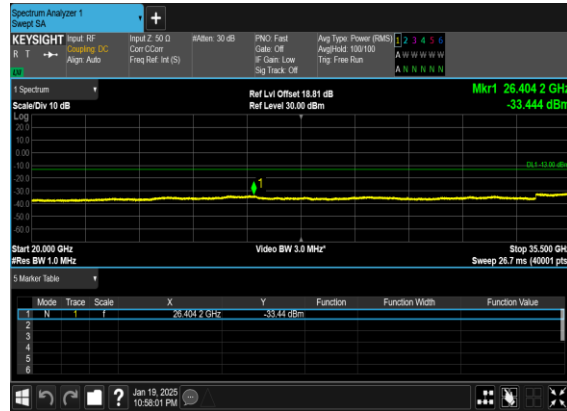 Spectrum Analyzer 1
Swept SA
+
KEYSIGHT
R T
Input: RF
Coupling: DC
Align: Auto
Input Z: 50 Ω
Corr CCorr
Freq Ref: Int (S)
#Atten: 30 dB
PNO: Fast
Gate: Off
IF Gain: Low
Sig Track: Off
Avg Type: Power (RMS)
Avg|Hold: 100/100
Trig: Free Run
1 2 3 4 5 6
A W W W W W
A N N N N N
1 Spectrum
Scale/Div 10 dB
Ref Lvl Offset 18.81 dB
Ref Level 30.00 dBm
Mkr1 26.404 2 GHz
-33.444 dBm
Log
20.0
10.0
0.00
-10.0
DL1 -13.00 dBm
-20.0
-30.0
-40.0
-50.0
-60.0
1
Start 20.000 GHz
#Res BW 1.0 MHz
Video BW 3.0 MHz*
Stop 35.500 GHz
Sweep 26.7 ms (40001 pts)
5 Marker Table
Mode Trace Scale X Y Function Function Width Function Value
1 N 1 f 26.404 2 GHz -33.44 dBm
2
3
4
5
6
?
Jan 19, 2025
10:58:01 PM